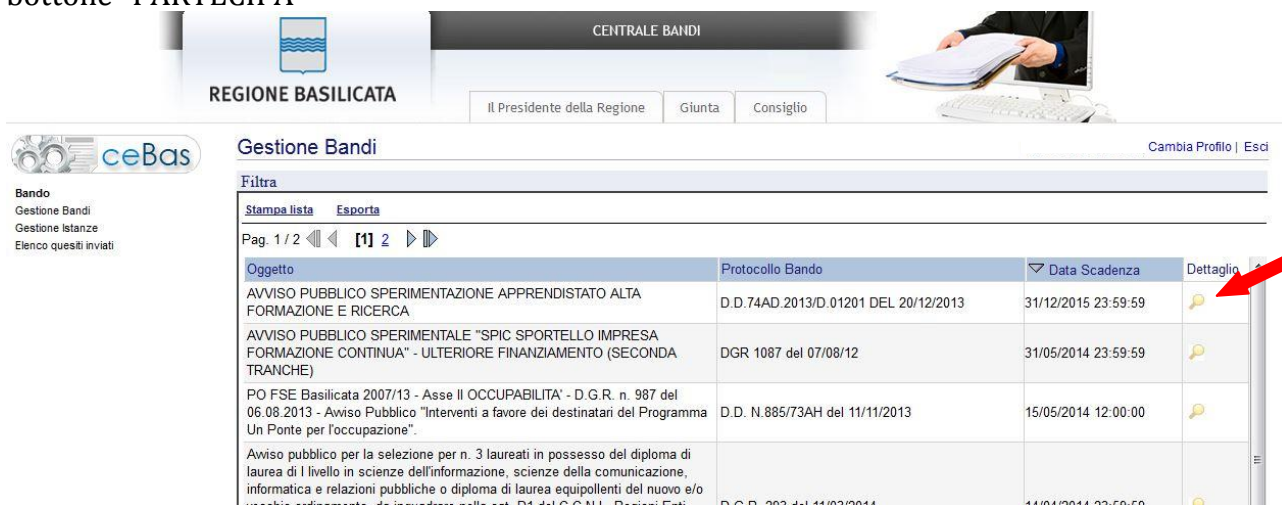 bottone "PARTECIPA"
CENTRALE BANDI
REGIONE BASILICATA
Il Presidente della Regione Giunta Consiglio
ceBas
Gestione Bandi
Cambia Profilo | Esci
Bando
Gestione Bandi
Gestione Istanze
Elenco quesiti inviati
Filtra
Stampa lista Esporta
Pag. 1 / 2 [1] 2
Oggetto Protocollo Bando Data Scadenza Dettaglio
AVVISO PUBBLICO SPERIMENTAZIONE APPRENDISTATO ALTA
FORMAZIONE E RICERCA
D.D.74AD.2013/D.01201 DEL 20/12/2013 31/12/2015 23:59:59
AVVISO PUBBLICO SPERIMENTALE "SPIC SPORTELLO IMPRESA
FORMAZIONE CONTINUA" - ULTERIORE FINANZIAMENTO (SECONDA
TRANCHE)
DGR 1087 del 07/08/12 31/05/2014 23:59:59
PO FSE Basilicata 2007/13 - Asse II OCCUPABILITA' - D.G.R. n. 987 del
06.08.2013 - Avviso Pubblico "Interventi a favore dei destinatari del Programma
Un Ponte per l'occupazione".
D.D. N.885/73AH del 11/11/2013 15/05/2014 12:00:00
Avviso pubblico per la selezione per n. 3 laureati in possesso del diploma di
laurea di I livello in scienze dell'informazione, scienze della comunicazione,
informatica e relazioni pubbliche o diploma di laurea equipollenti del nuovo e/o